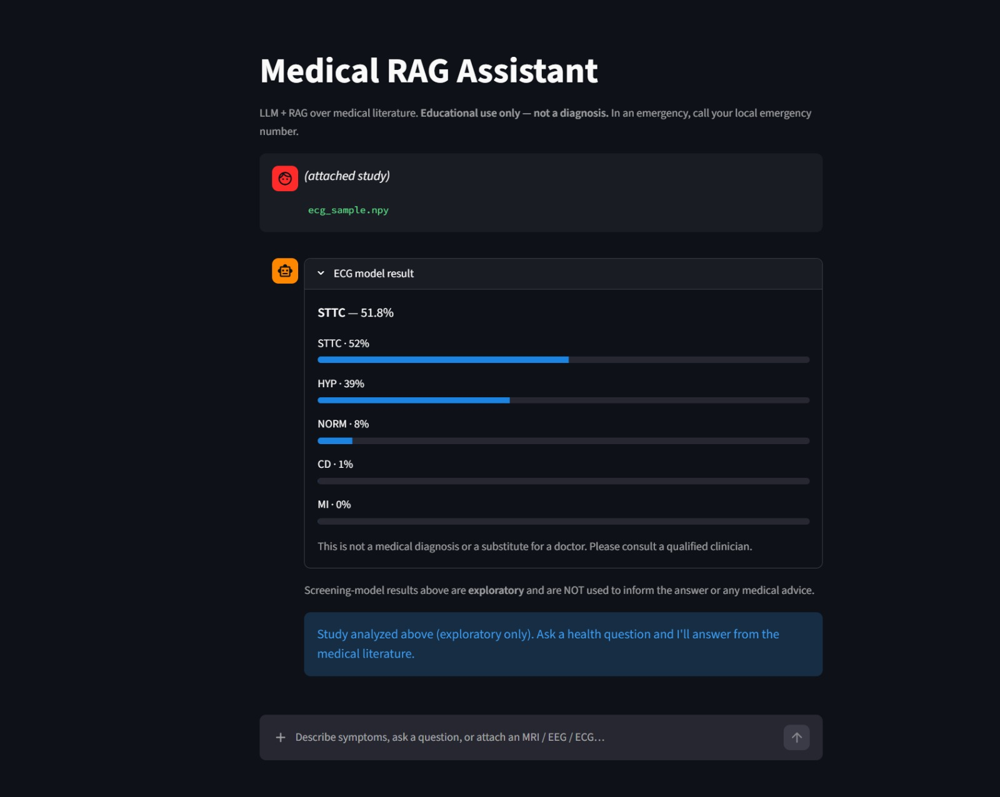 Medical RAG Assistant
LLM + RAG over medical literature. Educational use only — not a diagnosis. In an emergency, call your local emergency
number.
(attached study)
ecg_sample.npy
ECG model result
STTC — 51.8%
STTC · 52%
HYP · 39%
NORM · 8%
CD · 1%
MI · 0%
This is not a medical diagnosis or a substitute for a doctor. Please consult a qualified clinician.
Screening-model results above are exploratory and are NOT used to inform the answer or any medical advice.
Study analyzed above (exploratory only). Ask a health question and I'll answer from the
medical literature.
Describe symptoms, ask a question, or attach an MRI / EEG / ECG…